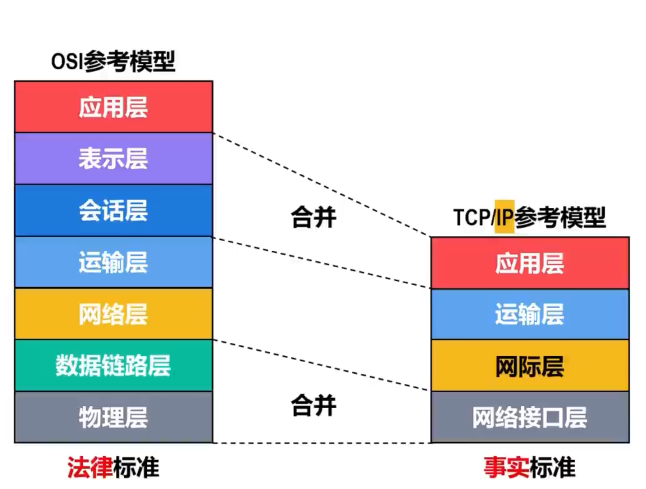 OSI参考模型
应用层
表示层
会话层
运输层
网络层
数据链路层
物理层
法律标准
合并
合并
TCP/IP参考模型
应用层
运输层
网际层
网络接口层
事实标准